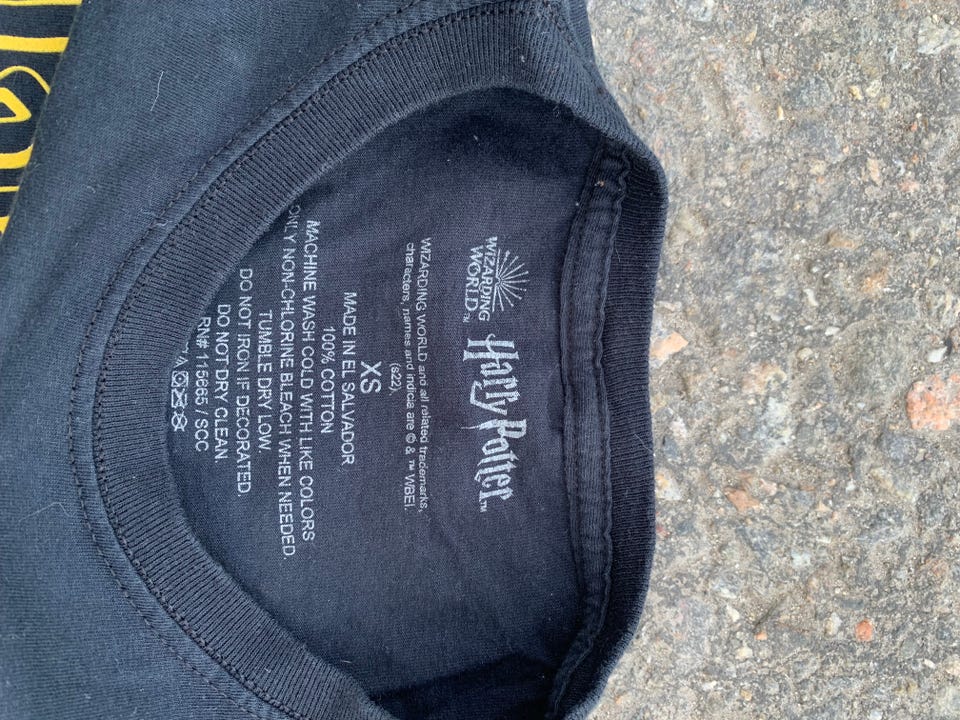 WIZARDING
WORLD™
Harry Potter™
WIZARDING WORLD and all related trademarks,
characters, names and indicia are © & ™ WBEI.
(s22).
XS
MADE IN EL SALVADOR
100% COTTON
MACHINE WASH COLD WITH LIKE COLORS
ONLY NON-CHLORINE BLEACH WHEN NEEDED.
TUMBLE DRY LOW.
DO NOT IRON IF DECORATED.
DO NOT DRY CLEAN.
RN# 115665 / SCC